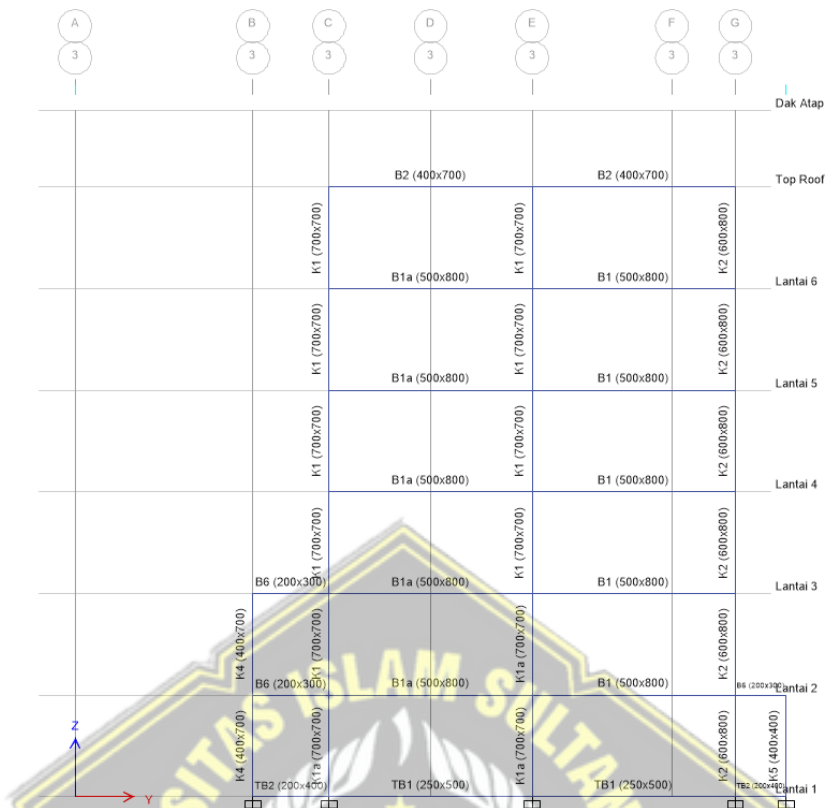 A B C D E F G
3 3 3 3 3 3 3
Dak Atap
B2 (400x700) B2 (400x700) Top Roof
K1 (700x700) K1 (700x700) K2 (600x800)
B1a (500x800) B1 (500x800) Lantai 6
K1 (700x700) K1 (700x700) K2 (600x800)
B1a (500x800) B1 (500x800) Lantai 5
K1 (700x700) K1 (700x700) K2 (600x800)
B1a (500x800) B1 (500x800) Lantai 4
K1 (700x700) K1 (700x700) K2 (600x800)
B6 (200x300) B1a (500x800) B1 (500x800) Lantai 3
K4 (400x700) K1 (700x700) K1a (700x700) K2 (600x800)
B6 (200x300) B1a (500x800) B1 (500x800) B6 (200x300) Lantai 2
K4 (400x700) K1a (700x700) K1a (700x700) K2 (600x800) K5 (400x400)
TB2 (200x400) TB1 (250x500) TB1 (250x500) TB2 (200x400) Lantai 1
Z
Y
SITAS ISLAM SULTAN